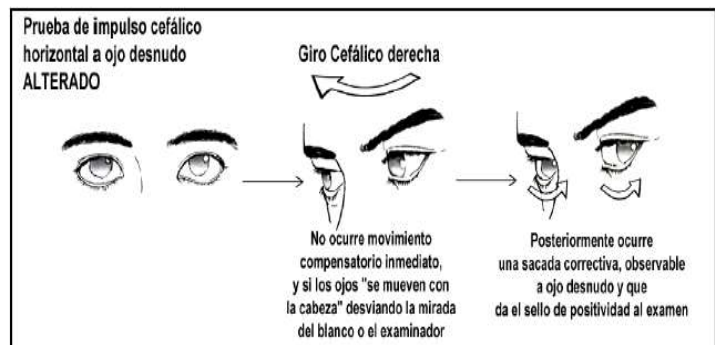 Prueba de impulso cefálico
horizontal a ojo desnudo
ALTERADO
Giro Cefálico derecha
No ocurre movimiento
compensatorio inmediato,
y si los ojos "se mueven con
la cabeza" desviando la mirada
del blanco o el examinador
Posteriormente ocurre
una sacada correctiva, observable
a ojo desnudo y que
da el sello de positividad al examen